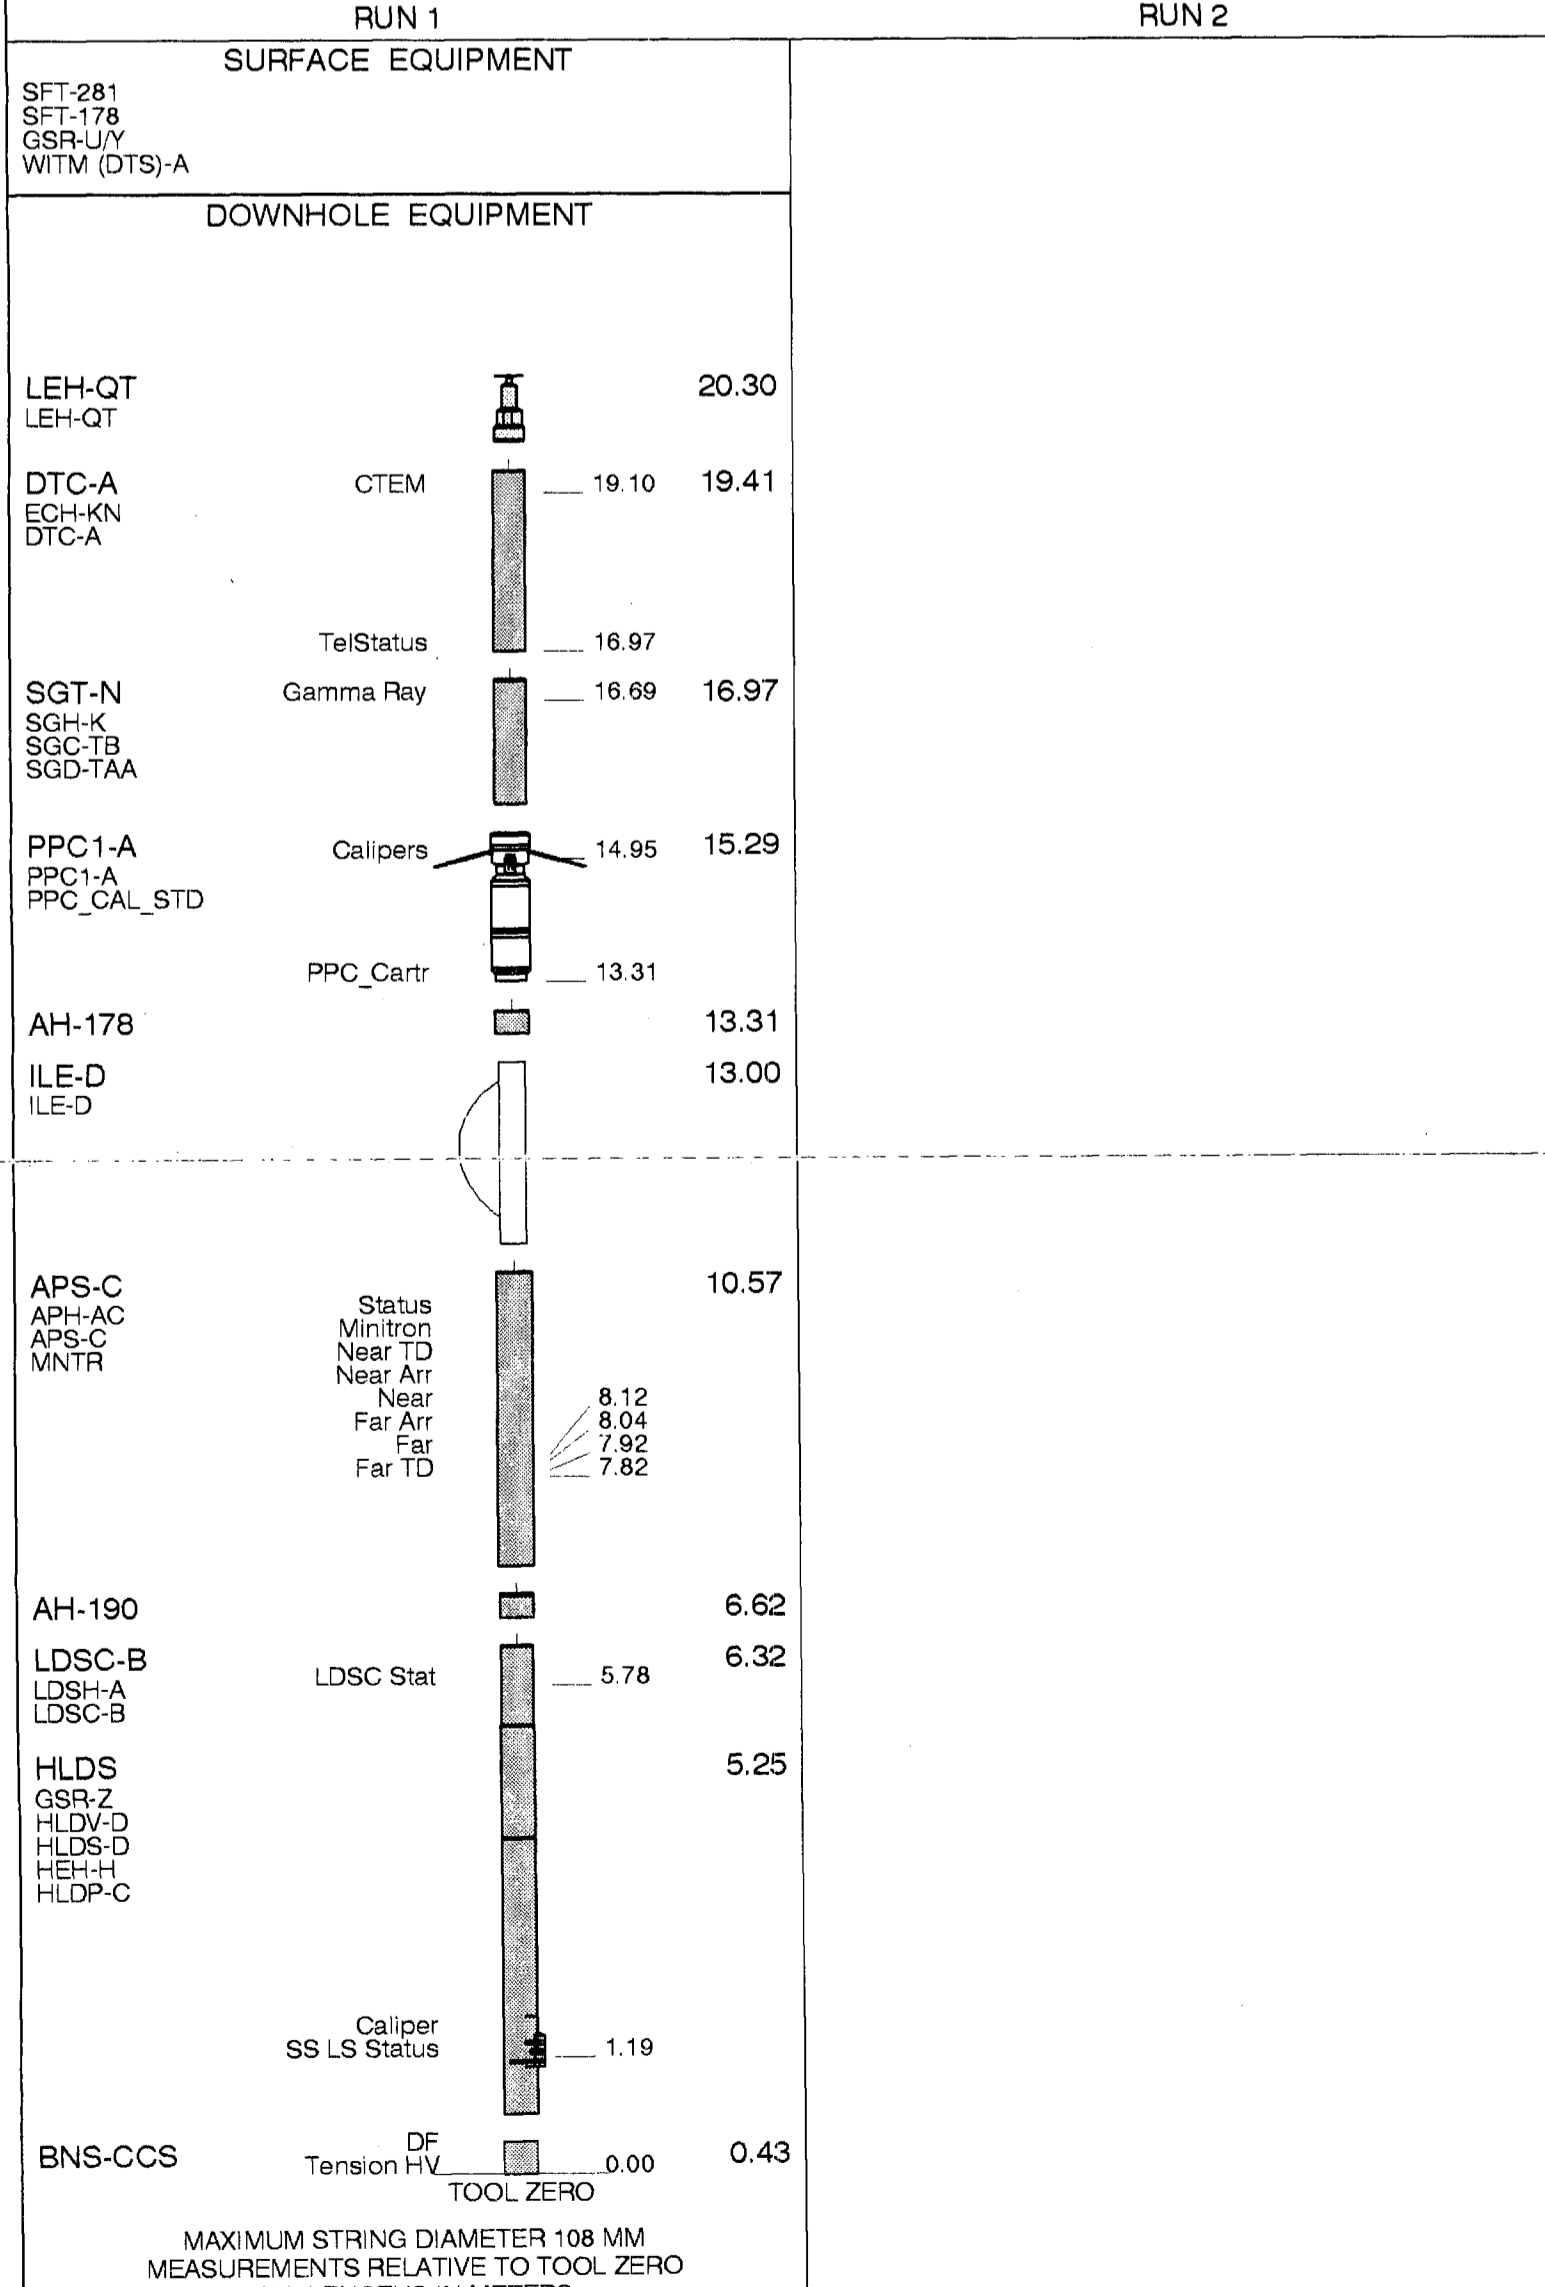 RUN 1 RUN 2
SURFACE EQUIPMENT
SFT-281
SFT-178
GSR-U/Y
WITM (DTS)-A
DOWNHOLE EQUIPMENT
LEH-QT 20.30
LEH-QT
DTC-A CTEM 19.10 19.41
ECH-KN
DTC-A
TelStatus 16.97
SGT-N Gamma Ray 16.69 16.97
SGH-K
SGC-TB
SGD-TAA
PPC1-A Calipers 14.95 15.29
PPC1-A
PPC_CAL_STD
PPC_Cartr 13.31
AH-178 13.31
ILE-D 13.00
ILE-D
APS-C 10.57
Status
APH-AC Minitron
APS-C Near TD
MNTR Near Arr
Near 8.12
Far Arr 8.04
Far 7.92
Far TD 7.82
AH-190 6.62
LDSC-B 6.32
LDSC Stat 5.78
LDSH-A
LDSC-B
HLDS 5.25
GSR-Z
HLDV-D
HLDS-D
HEH-H
HLDP-C
Caliper
SS LS Status 1.19
DF
BNS-CCS 0.43
Tension HV 0.00
TOOL ZERO
MAXIMUM STRING DIAMETER 108 MM
MEASUREMENTS RELATIVE TO TOOL ZERO